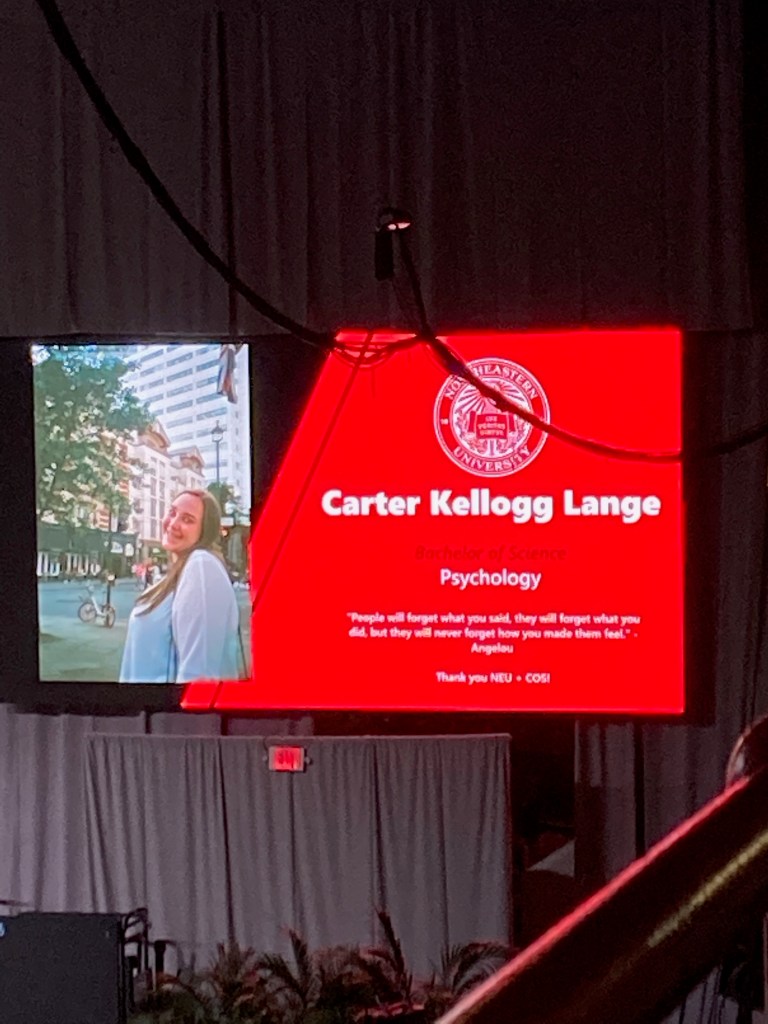 NORTHEASTERN
UNIVERSITY
Carter Kellogg Lange
Bachelor of Science
Psychology
"People will forget what you said, they will forget what you
did, but they will never forget how you made them feel." -
Angelou
Thank you NEU + COS!